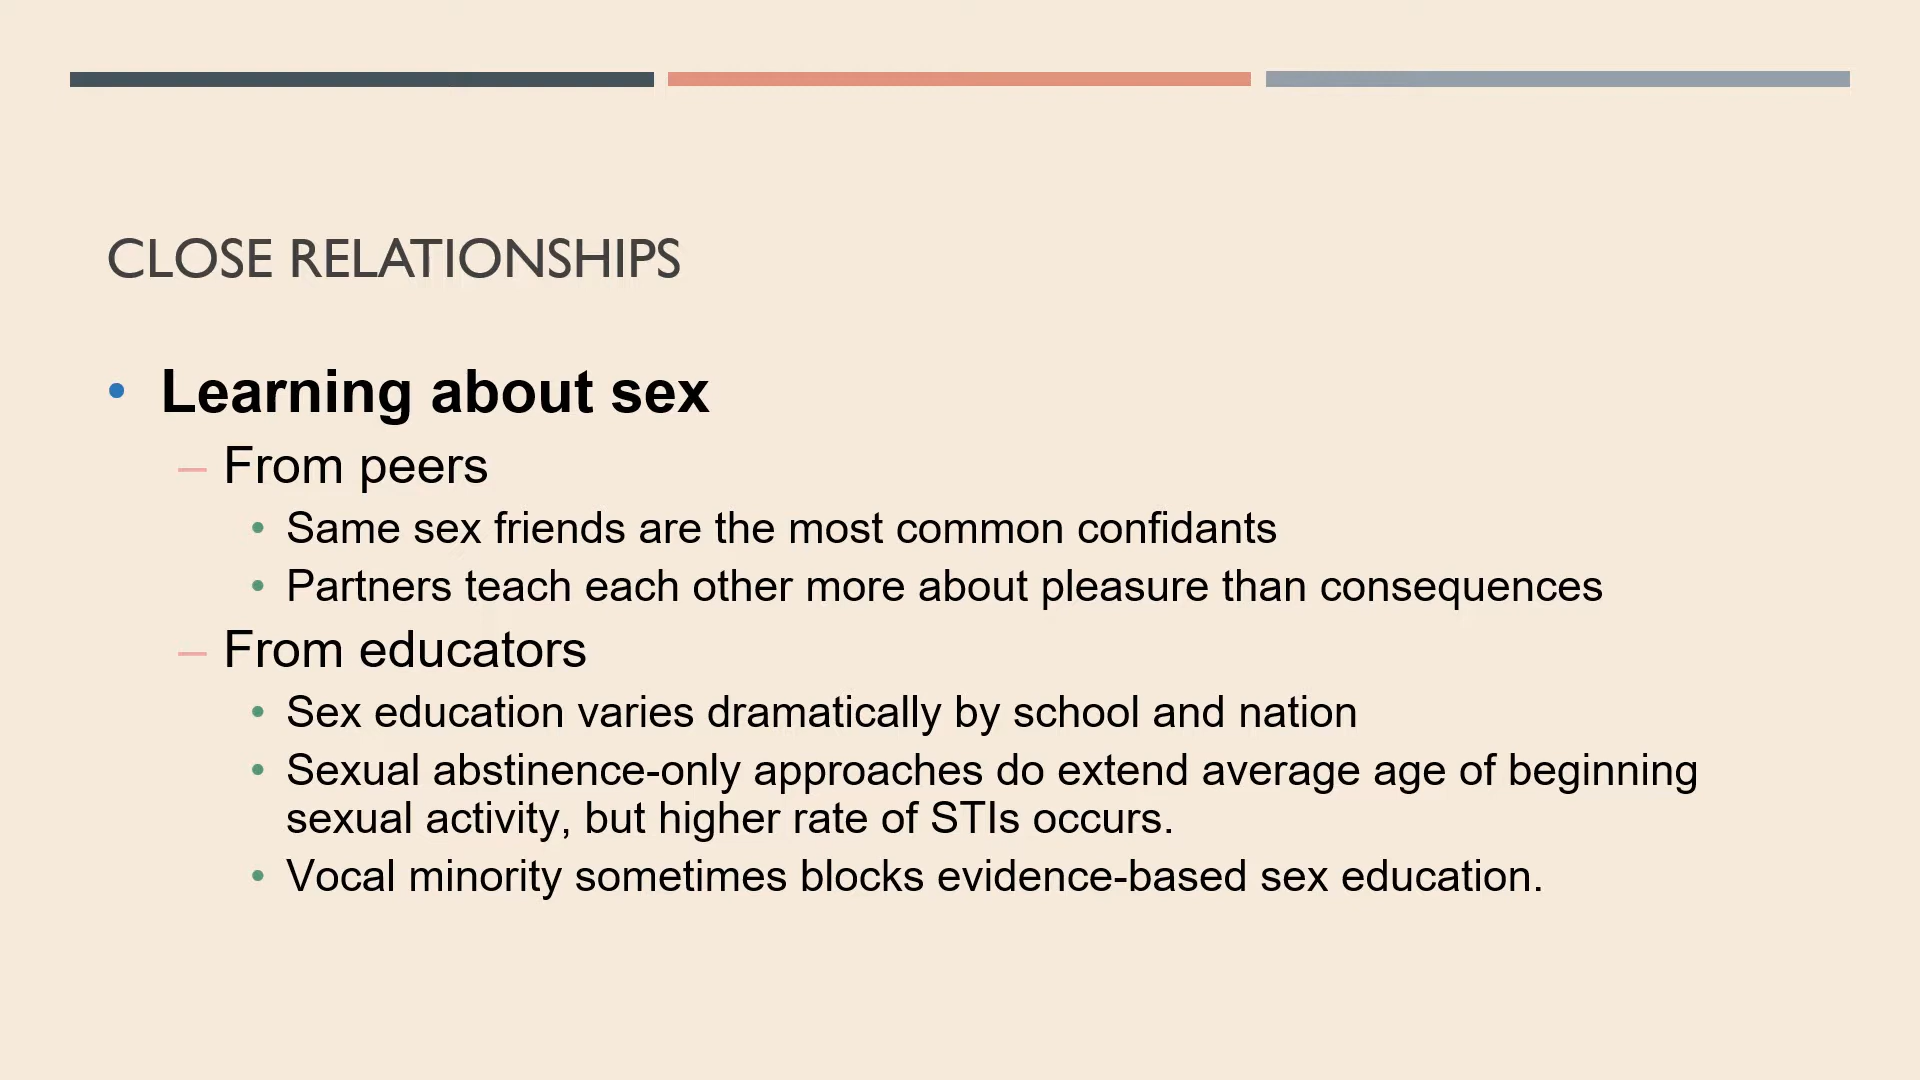 CLOSE RELATIONSHIPS
• Learning about sex
– From peers
• Same sex friends are the most common confidants
• Partners teach each other more about pleasure than consequences
– From educators
• Sex education varies dramatically by school and nation
• Sexual abstinence-only approaches do extend average age of beginning
sexual activity, but higher rate of STIs occurs.
• Vocal minority sometimes blocks evidence-based sex education.